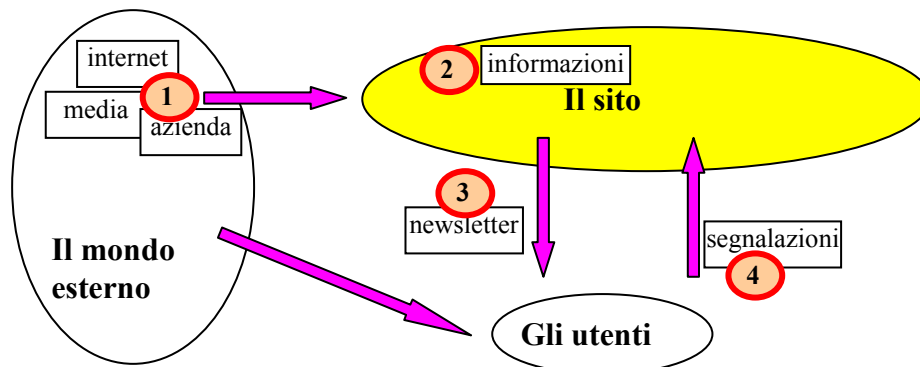 internet
media
1
azienda
2
informazioni
Il sito
3
newsletter
segnalazioni
4
Il mondo
esterno
Gli utenti